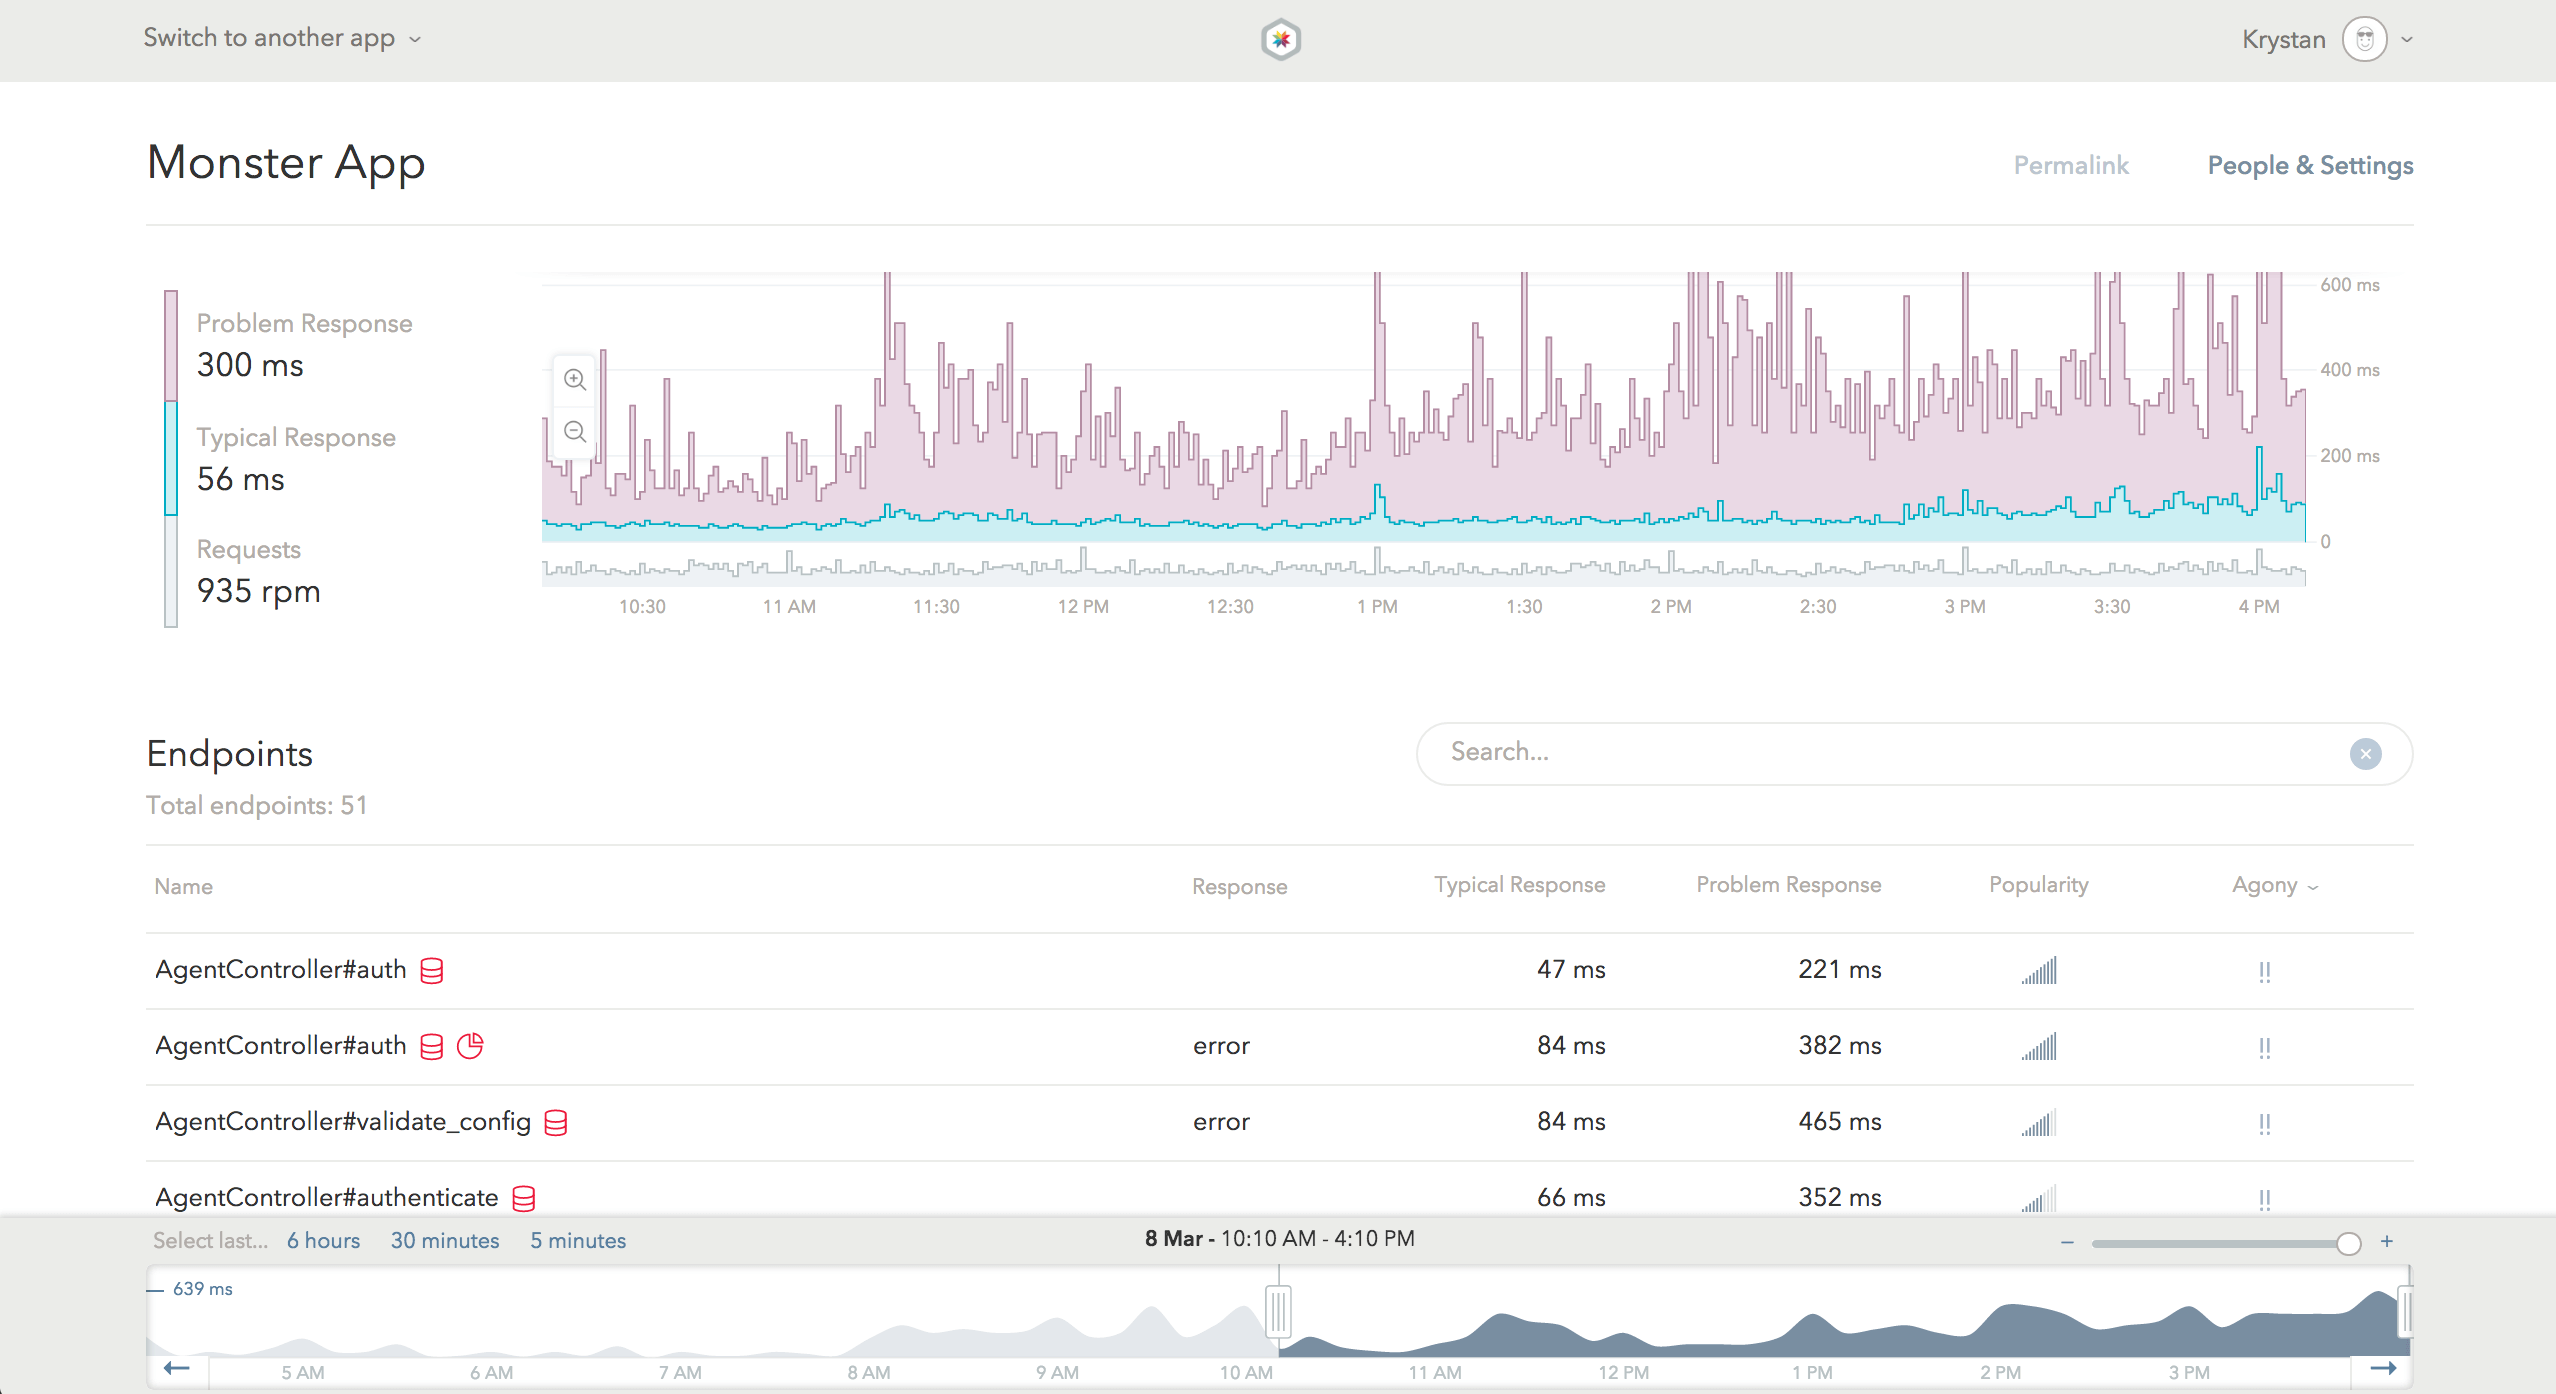 Switch to another app
Krystan
Monster App
Permalink
People & Settings
Problem Response
300 ms
Typical Response
56 ms
Requests
935 rpm
600 ms
400 ms
200 ms
0
10:30 11 AM 11:30 12 PM 12:30 1 PM 1:30 2 PM 2:30 3 PM 3:30 4 PM
Endpoints
Total endpoints: 51
Search...
Name Response Typical Response Problem Response Popularity Agony
AgentController#auth 47 ms 221 ms !!
AgentController#auth error 84 ms 382 ms !!
AgentController#validate_config error 84 ms 465 ms !!
AgentController#authenticate 66 ms 352 ms !!
Select last... 6 hours 30 minutes 5 minutes
8 Mar - 10:10 AM - 4:10 PM
− +
639 ms
5 AM 6 AM 7 AM 8 AM 9 AM 10 AM 11 AM 12 PM 1 PM 2 PM 3 PM